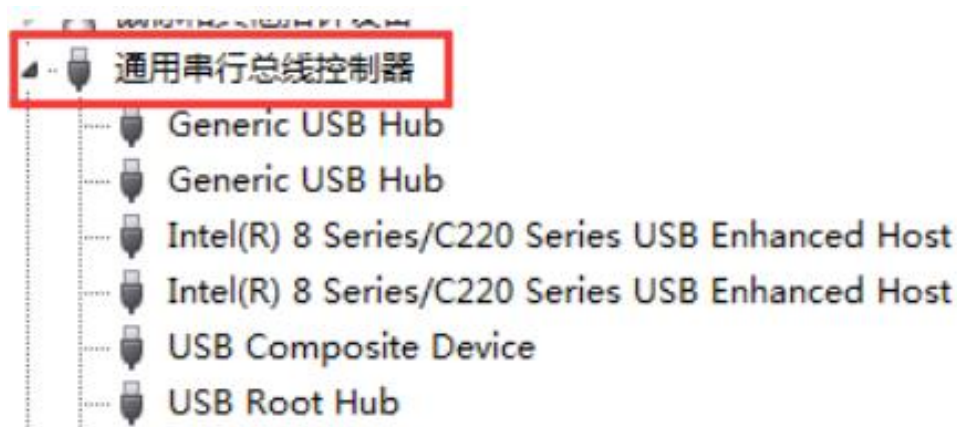 通用串行总线控制器
Generic USB Hub
Generic USB Hub
Intel(R) 8 Series/C220 Series USB Enhanced Host
Intel(R) 8 Series/C220 Series USB Enhanced Host
USB Composite Device
USB Root Hub